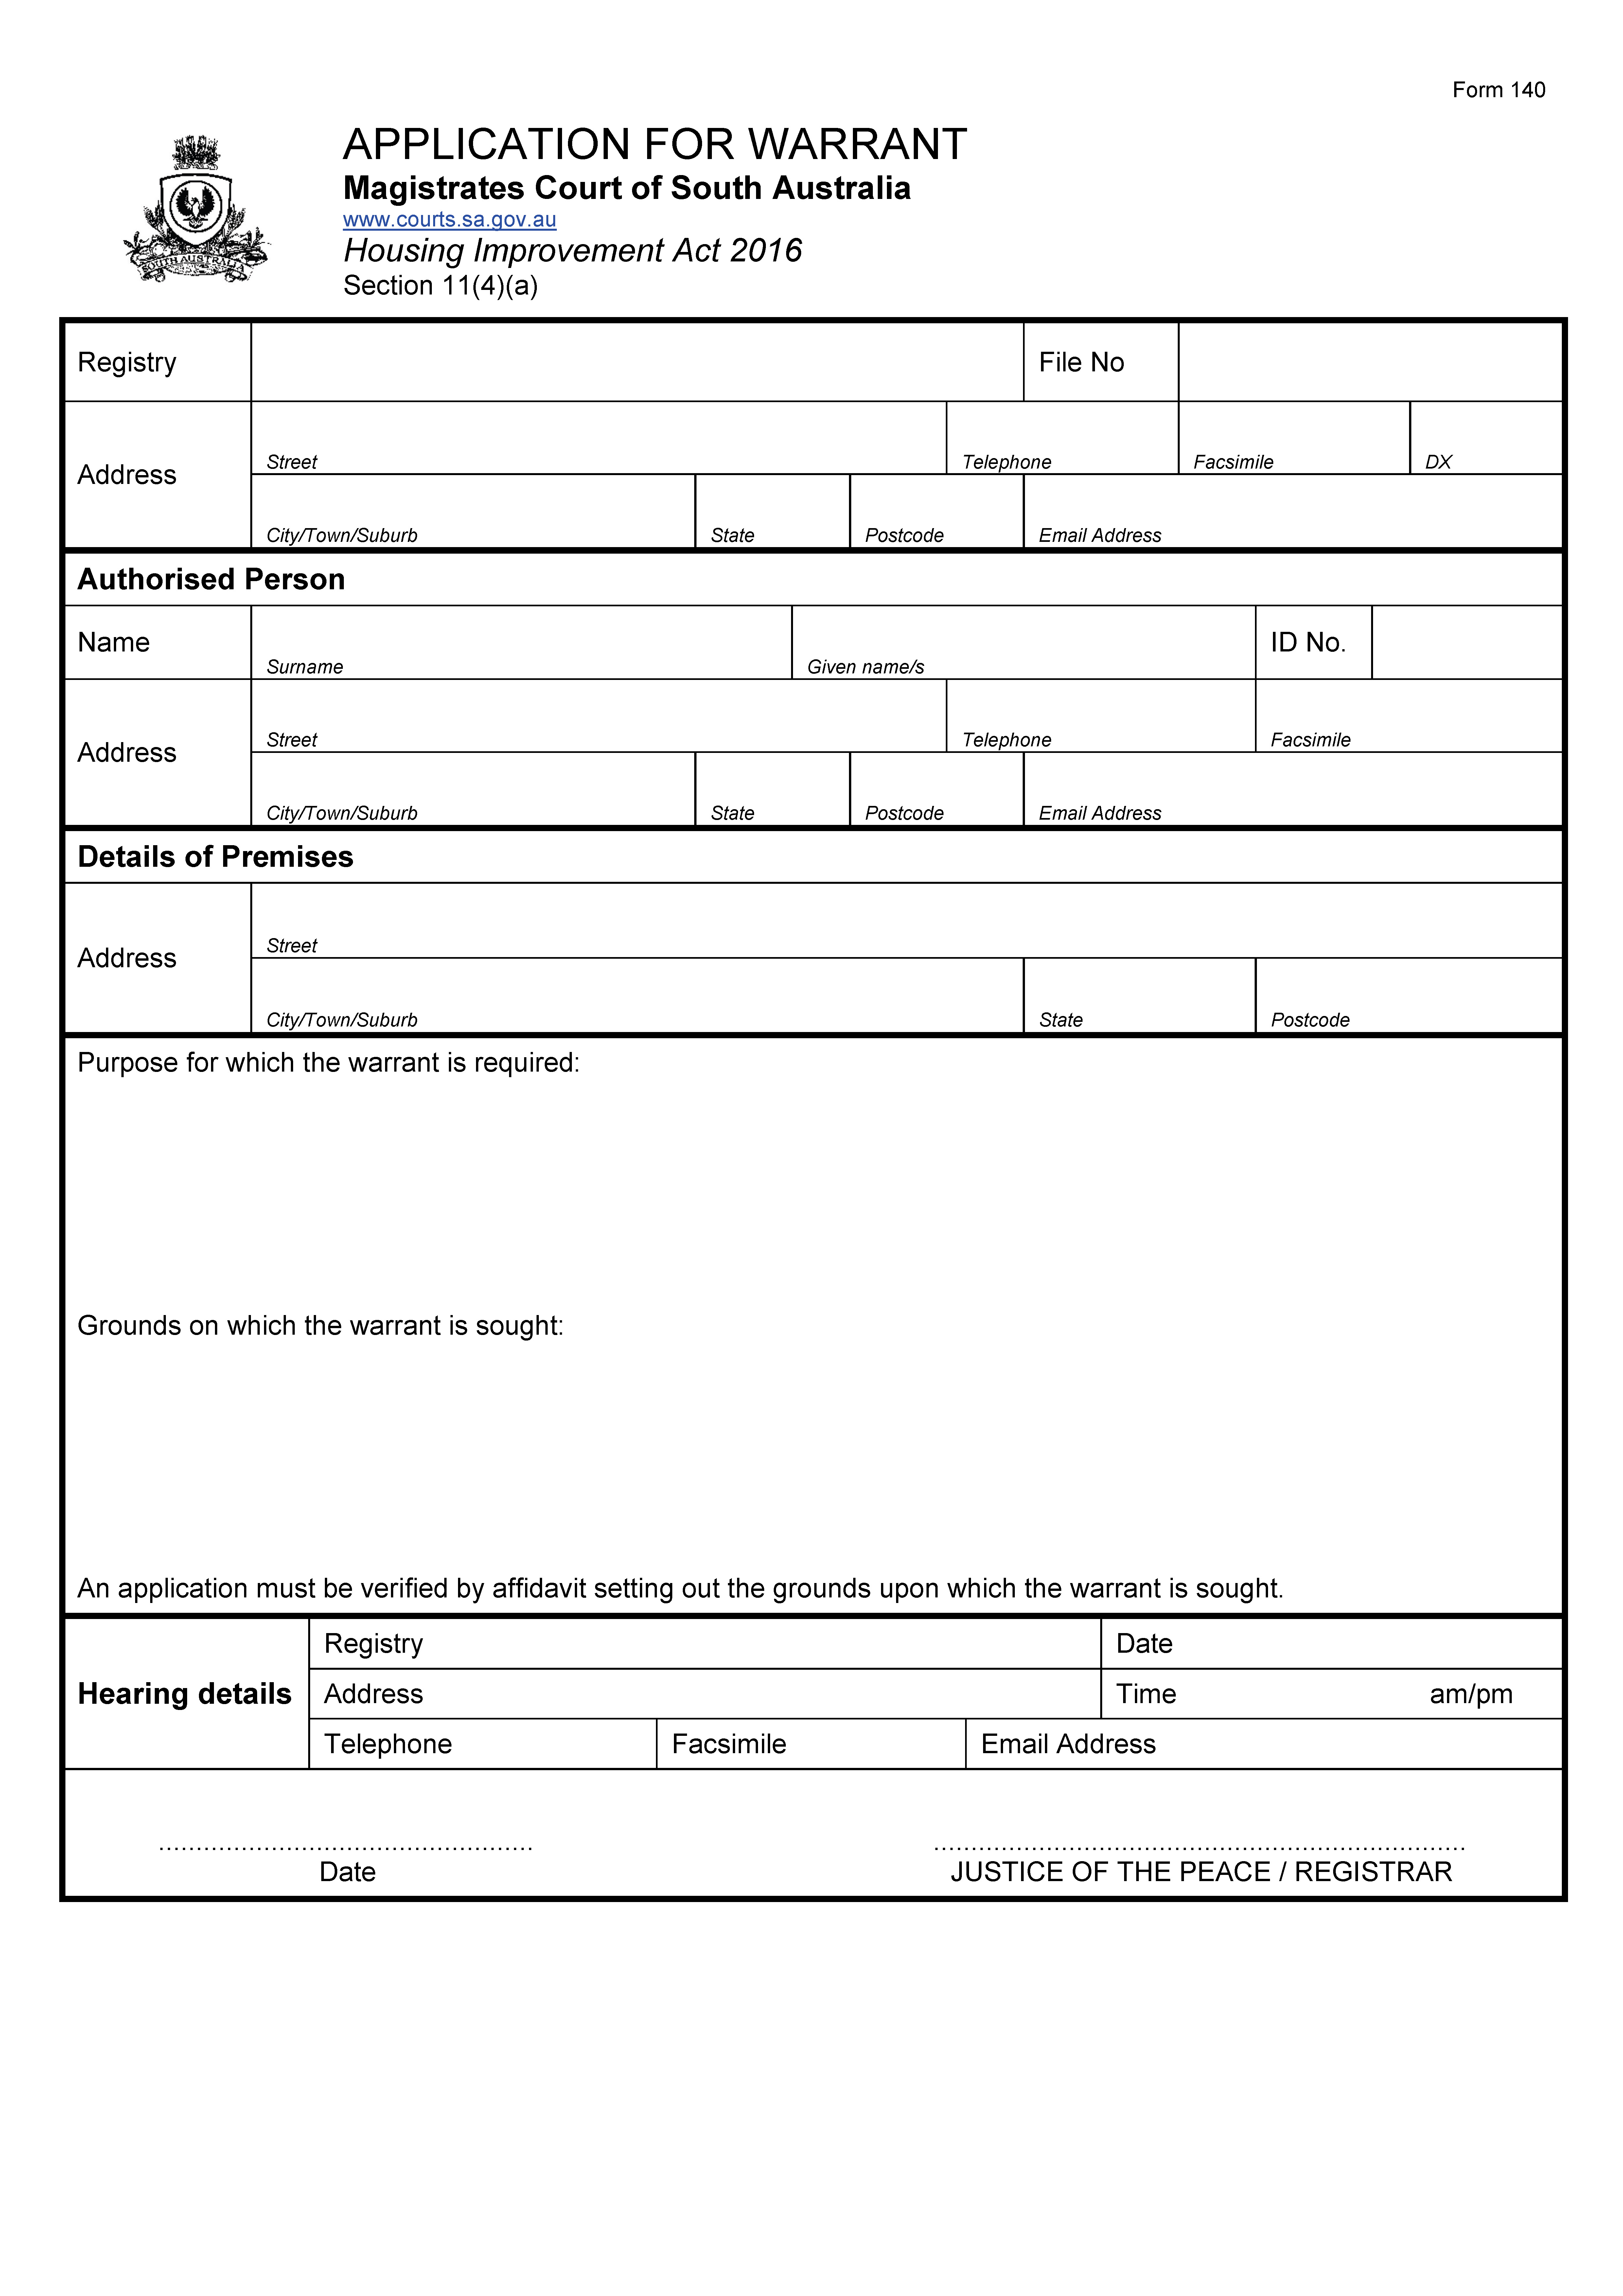 Form 140
APPLICATION FOR WARRANT
Magistrates Court of South Australia
www.courts.sa.gov.au
Housing Improvement Act 2016
Section 11(4)(a)
SOUTH AUSTRALIA
Registry File No
Address
Street Telephone Facsimile DX
City/Town/Suburb State Postcode Email Address
Authorised Person
Name Surname Given name/s ID No.
Address
Street Telephone Facsimile
City/Town/Suburb State Postcode Email Address
Details of Premises
Address
Street
City/Town/Suburb State Postcode
Purpose for which the warrant is required:
Grounds on which the warrant is sought:
An application must be verified by affidavit setting out the grounds upon which the warrant is sought.
Hearing details
Registry Date
Address Time am/pm
Telephone Facsimile Email Address
.................................................. .......................................................................
Date JUSTICE OF THE PEACE / REGISTRAR